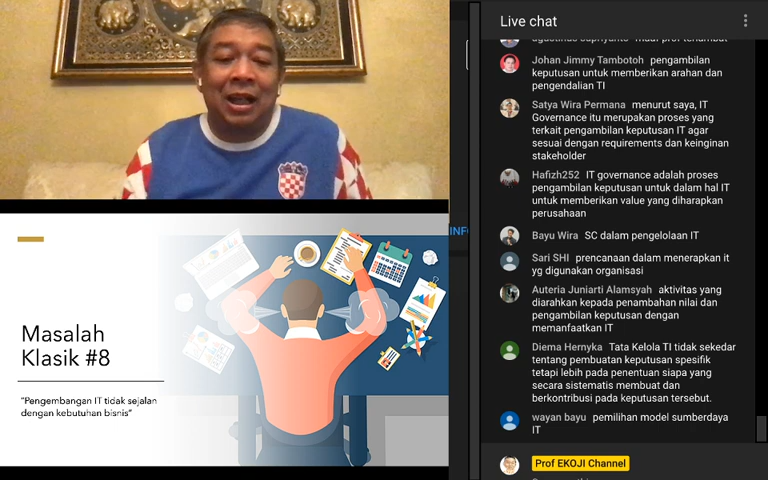 Live chat
Johan Jimmy Tambotoh pengambilan
keputusan untuk memberikan arahan dan
pengendalian TI
Satya Wira Permana menurut saya, IT
Governance itu merupakan proses yang
terkait pengambilan keputusan IT agar
sesuai dengan requirements dan keinginan
stakeholder
Hafizh252 IT governance adalah proses
pengambilan keputusan untuk dalam hal IT
untuk memberikan value yang diharapkan
perusahaan
Bayu Wira SC dalam pengelolaan IT
Sari SHI prencanaan dalam menerapkan it
yg digunakan organisasi
Auteria Juniarti Alamsyah aktivitas yang
diarahkan kepada penambahan nilai dan
pengambilan keputusan dengan
memanfaatkan IT
Diema Hernyka Tata Kelola TI tidak sekedar
tentang pembuatan keputusan spesifik
tetapi lebih pada penentuan siapa yang
secara sistematis membuat dan
berkontribusi pada keputusan tersebut.
wayan bayu pemilihan model sumberdaya
IT
Prof EKOJI Channel
Masalah
Klasik #8
"Pengembangan IT tidak sejalan
dengan kebutuhan bisnis"